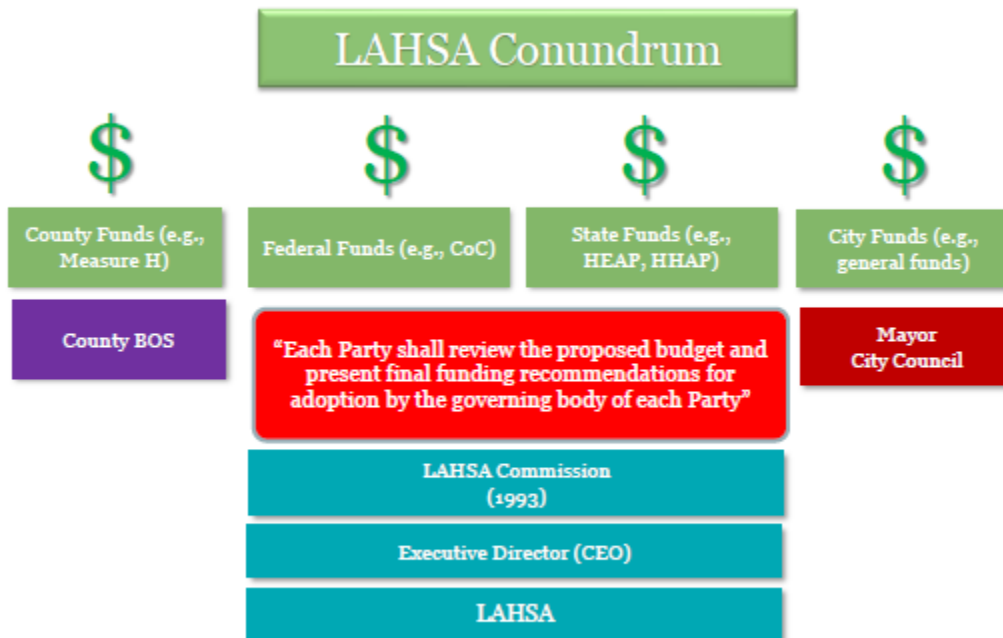 LAHSA Conundrum
$
$
$
$
County Funds (e.g.,
Measure H)
Federal Funds (e.g., CoC)
State Funds (e.g.,
HEAP, HHAP)
City Funds (e.g.,
general funds)
County BOS
“Each Party shall review the proposed budget and
present final funding recommendations for
adoption by the governing body of each Party”
Mayor
City Council
LAHSA Commission
(1993)
Executive Director (CEO)
LAHSA